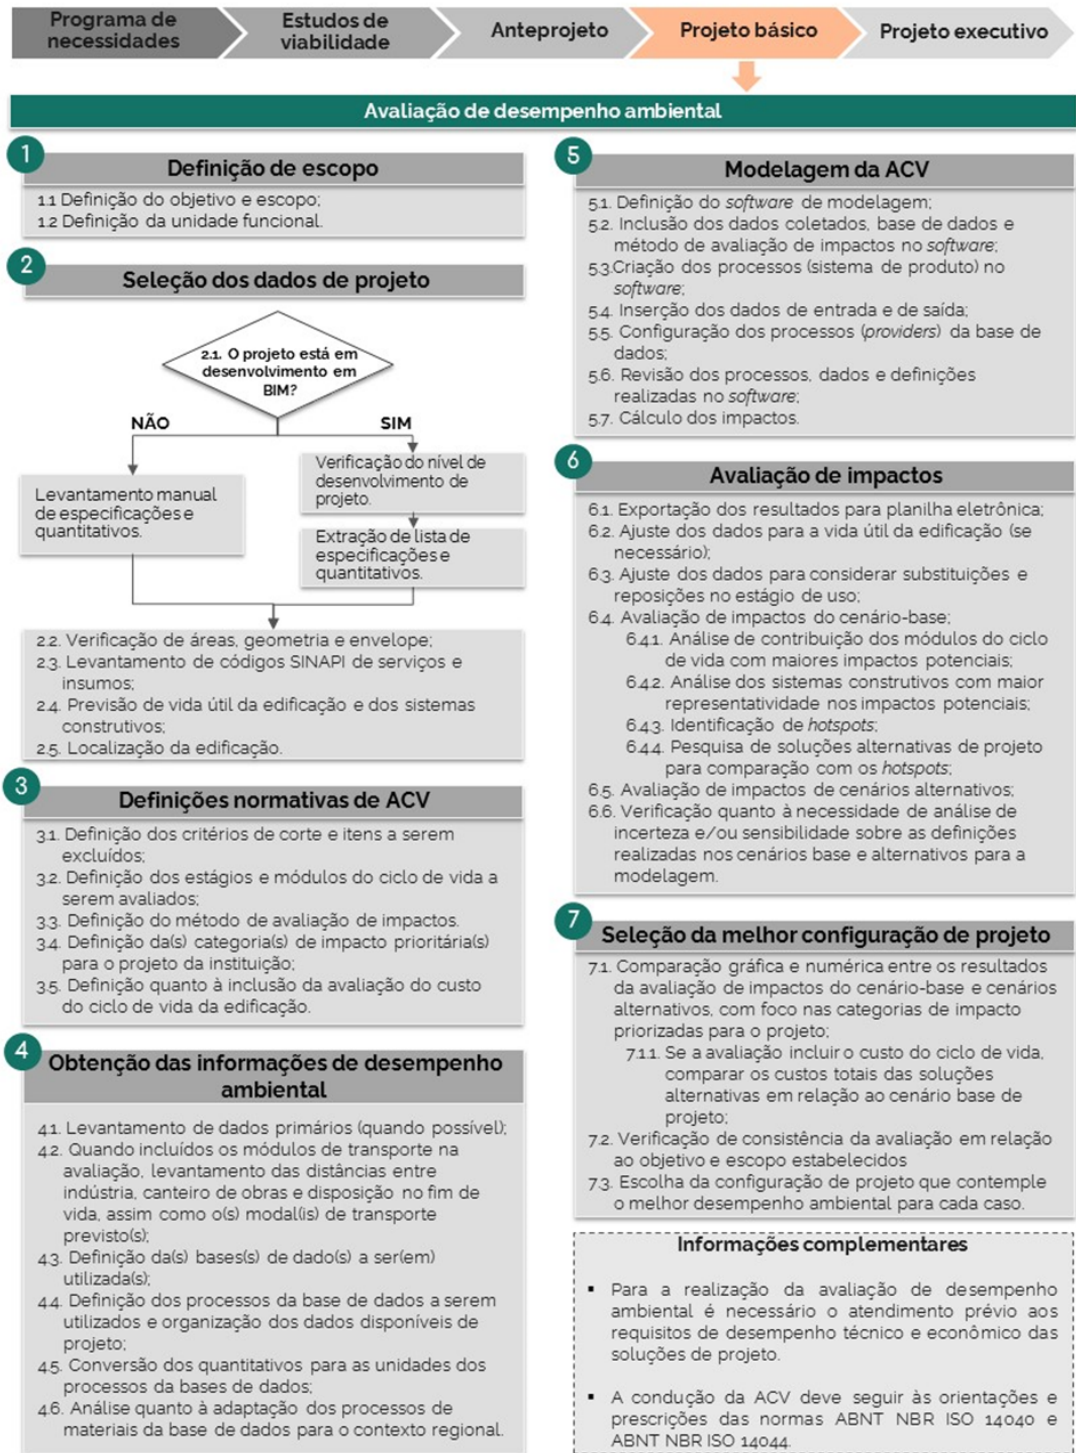 Programa de
necessidades
Estudos de
viabilidade
Anteprojeto
Projeto básico
Projeto executivo
Avaliação de desempenho ambiental
1
Definição de escopo
1.1 Definição do objetivo e escopo;
1.2 Definição da unidade funcional.
2
Seleção dos dados de projeto
2.1. O projeto está em
desenvolvimento em
BIM?
NÃO
SIM
Levantamento manual
de especificações e
quantitativos.
Verificação do nível de
desenvolvimento de
projeto.
Extração de lista de
especificações e
quantitativos.
2.2. Verificação de áreas, geometria e envelope;
2.3. Levantamento de códigos SINAPI de serviços e
insumos;
2.4. Previsão de vida útil da edificação e dos sistemas
construtivos;
2.5. Localização da edificação.
3
Definições normativas de ACV
3.1. Definição dos critérios de corte e itens a serem
excluídos;
3.2. Definição dos estágios e módulos do ciclo de vida a
serem avaliados;
3.3. Definição do método de avaliação de impactos.
3.4. Definição da(s) categoria(s) de impacto prioritária(s)
para o projeto da instituição;
3.5. Definição quanto à inclusão da avaliação do custo
do ciclo de vida da edificação.
4
Obtenção das informações de desempenho
ambiental
4.1. Levantamento de dados primários (quando possível);
4.2. Quando incluídos os módulos de transporte na
avaliação, levantamento das distâncias entre
indústria, canteiro de obras e disposição no fim de
vida, assim como o(s) modal(is) de transporte
previsto(s);
4.3. Definição da(s) bases(s) de dado(s) a ser(em)
utilizada(s);
4.4. Definição dos processos da base de dados a serem
utilizados e organização dos dados disponíveis de
projeto;
4.5. Conversão dos quantitativos para as unidades dos
processos da bases de dados;
4.6. Análise quanto à adaptação dos processos de
materiais da base de dados para o contexto regional.
5
Modelagem da ACV
5.1. Definição do software de modelagem;
5.2. Inclusão dos dados coletados, base de dados e
método de avaliação de impactos no software;
5.3.Criação dos processos (sistema de produto) no
software;
5.4. Inserção dos dados de entrada e de saída;
5.5. Configuração dos processos (providers) da base de
dados;
5.6. Revisão dos processos, dados e definições
realizadas no software;
5.7. Cálculo dos impactos.
6
Avaliação de impactos
6.1. Exportação dos resultados para planilha eletrônica;
6.2. Ajuste dos dados para a vida útil da edificação (se
necessário);
6.3. Ajuste dos dados para considerar substituições e
reposições no estágio de uso;
6.4. Avaliação de impactos do cenário-base;
6.4.1. Análise de contribuição dos módulos do ciclo
de vida com maiores impactos potenciais;
6.4.2. Análise dos sistemas construtivos com maior
representatividade nos impactos potenciais;
6.4.3. Identificação de hotspots;
6.4.4. Pesquisa de soluções alternativas de projeto
para comparação com os hotspots;
6.5. Avaliação de impactos de cenários alternativos;
6.6. Verificação quanto à necessidade de análise de
incerteza e/ou sensibilidade sobre as definições
realizadas nos cenários base e alternativos para a
modelagem.
7
Seleção da melhor configuração de projeto
7.1. Comparação gráfica e numérica entre os resultados
da avaliação de impactos do cenário-base e cenários
alternativos, com foco nas categorias de impacto
priorizadas para o projeto;
7.1.1. Se a avaliação incluir o custo do ciclo de vida,
comparar os custos totais das soluções
alternativas em relação ao cenário base de
projeto;
7.2. Verificação de consistência da avaliação em relação
ao objetivo e escopo estabelecidos
7.3. Escolha da configuração de projeto que contemple
o melhor desempenho ambiental para cada caso.
Informações complementares
▪ Para a realização da avaliação de desempenho
ambiental é necessário o atendimento prévio aos
requisitos de desempenho técnico e econômico das
soluções de projeto.
▪ A condução da ACV deve seguir às orientações e
prescrições das normas ABNT NBR ISO 14040 e
ABNT NBR ISO 14044.